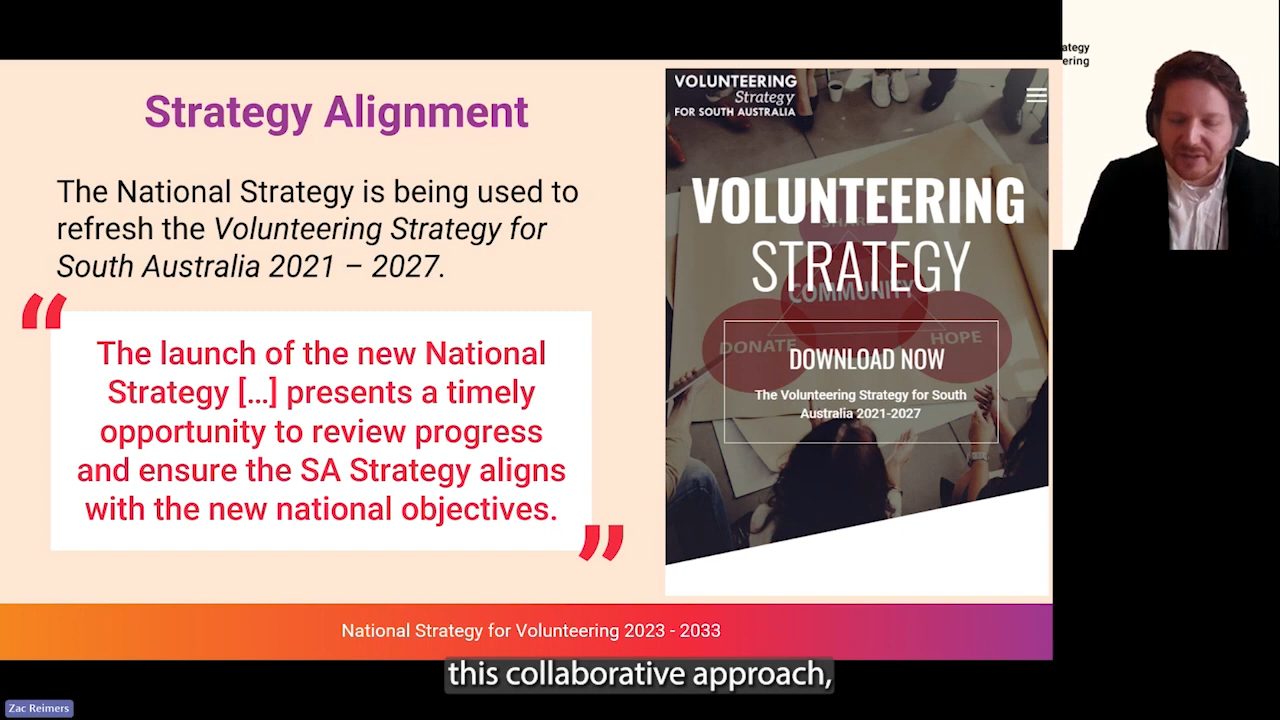 Strategy Alignment
The National Strategy is being used to
refresh the Volunteering Strategy for
South Australia 2021 – 2027.
“
The launch of the new National
Strategy [...] presents a timely
opportunity to review progress
and ensure the SA Strategy aligns
with the new national objectives.
”
VOLUNTEERING
Strategy
FOR SOUTH AUSTRALIA
VOLUNTEERING
SHARE
STRATEGY
COMMUNITY
DONATE
HOPE
DOWNLOAD NOW
The Volunteering Strategy for South
Australia 2021-2027
ategy
ering
National Strategy for Volunteering 2023 - 2033
this collaborative approach,
Zac Reimers